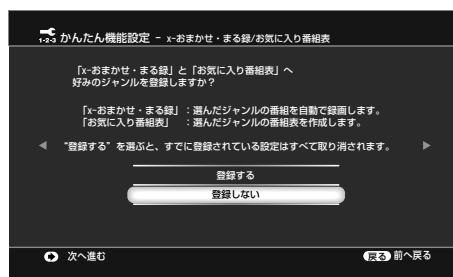 1-2-3 かんたん機能設定 - x-おまかせ・まる録/お気に入り番組表
「x-おまかせ・まる録」と「お気に入り番組表」へ
好みのジャンルを登録しますか?
「x-おまかせ・まる録」:選んだジャンルの番組を自動で録画します。
「お気に入り番組表」 :選んだジャンルの番組表を作成します。
“登録する”を選ぶと、すでに登録されている設定はすべて取り消されます。
登録する
登録しない
次へ進む 戻る 前へ戻る